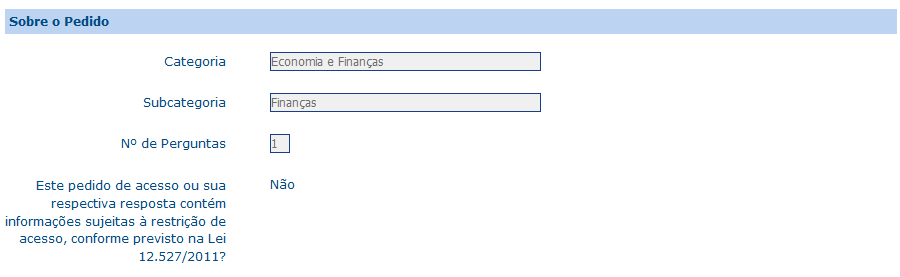 Sobre o Pedido
Categoria
Economia e Finanças
Subcategoria
Finanças
Nº de Perguntas
1
Este pedido de acesso ou sua
respectiva resposta contém
informações sujeitas à restrição de
acesso, conforme previsto na Lei
12.527/2011?
Não